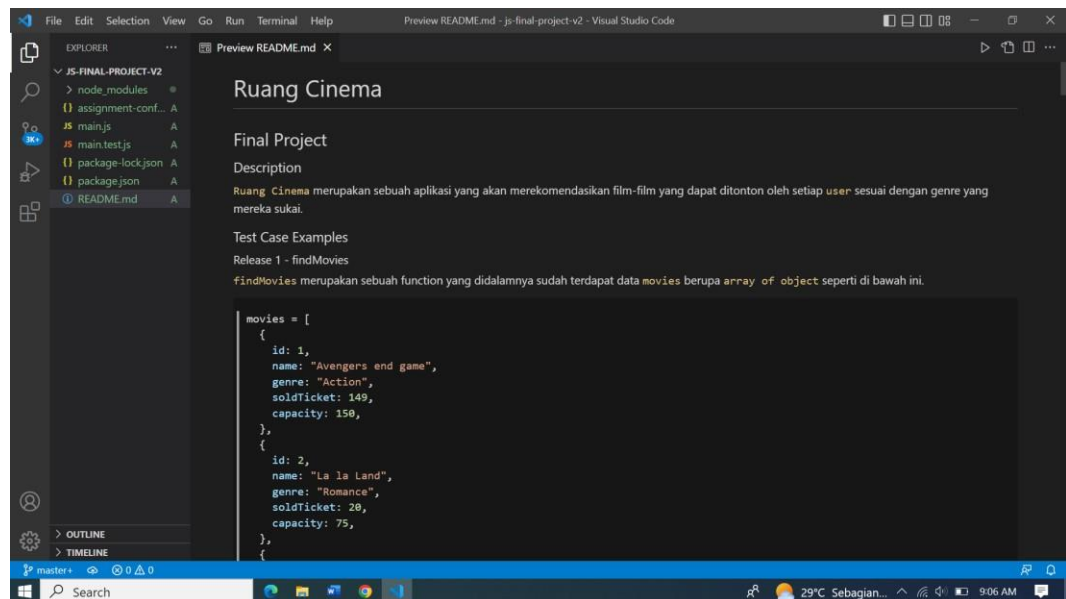 File Edit Selection View Go Run Terminal Help
Preview README.md - js-final-project-v2 - Visual Studio Code
EXPLORER
Preview README.md
JS-FINAL-PROJECT-V2
node_modules
{} assignment-conf... A
JS main.js A
JS main.test.js A
{} package-lock.json A
{} package.json A
README.md A
3K+
Ruang Cinema
Final Project
Description
Ruang Cinema merupakan sebuah aplikasi yang akan merekomendasikan film-film yang dapat ditonton oleh setiap user sesuai dengan genre yang
mereka sukai.
Test Case Examples
Release 1 - findMovies
findMovies merupakan sebuah function yang didalamnya sudah terdapat data movies berupa array of object seperti di bawah ini.
movies = [
{
id: 1,
name: "Avengers end game",
genre: "Action",
soldTicket: 149,
capacity: 150,
},
{
id: 2,
name: "La la Land",
genre: "Romance",
soldTicket: 20,
capacity: 75,
},
{
OUTLINE
TIMELINE
master+ 0 0
Search
29°C Sebagian... 9:06 AM